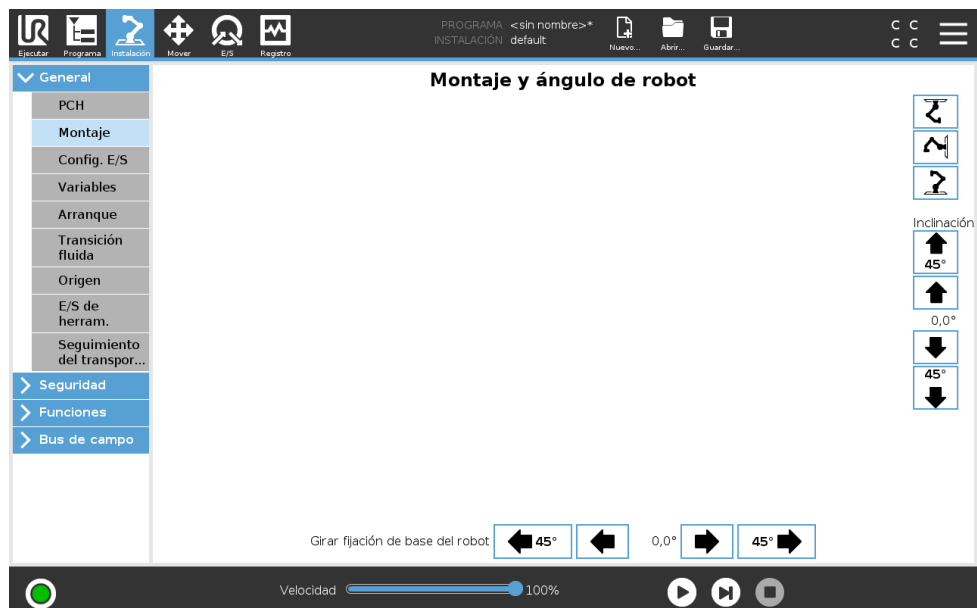 UR
Ejecutar
Programa
Instalación
Mover
E/S
Registro
PROGRAMA <sin nombre>*
INSTALACIÓN default
Nuevo...
Abrir...
Guardar...
C C
C C
General
PCH
Montaje
Config. E/S
Variables
Arranque
Transición
fluida
Origen
E/S de
herram.
Seguimiento
del transpor...
Seguridad
Funciones
Bus de campo
Montaje y ángulo de robot
Inclinación
45°
0,0°
45°
Girar fijación de base del robot 45° 0,0° 45°
Velocidad 100%